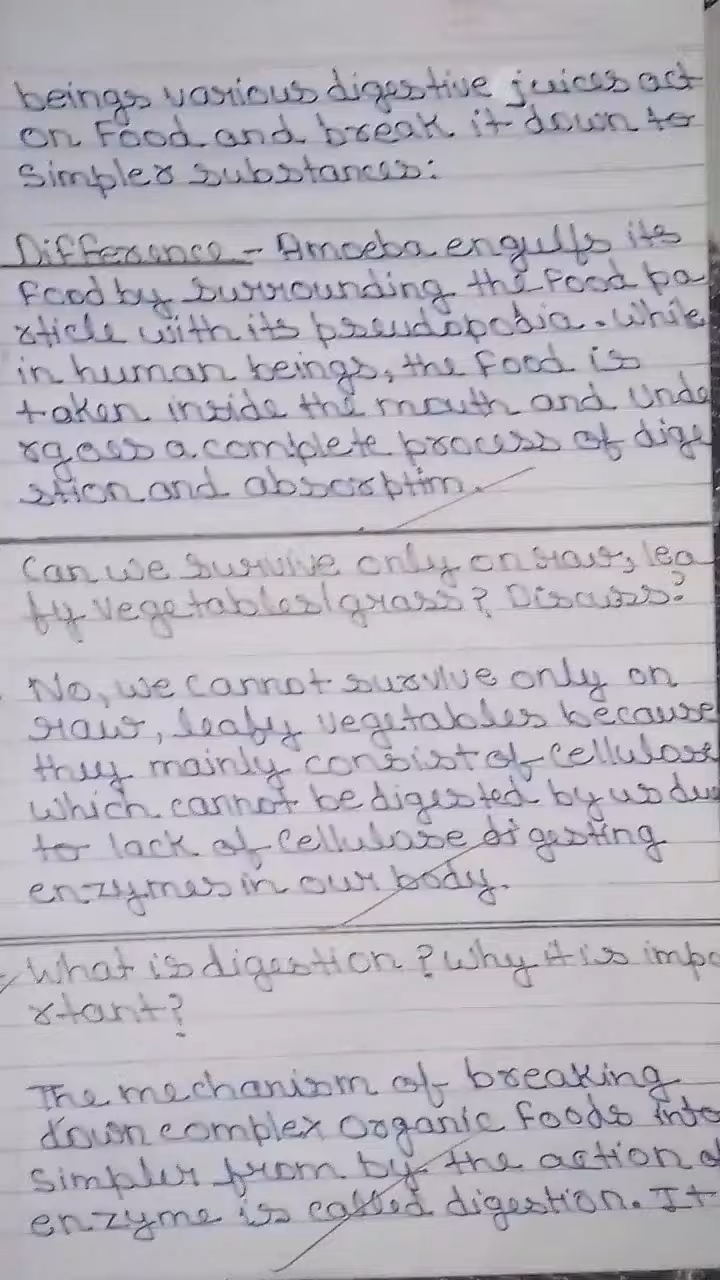 beings various digestive juices act
on Food and break it down to
simpler substances:
Difference - Amoeba engulfs its
food by surrounding the food pa
rticle with its pseudopodia. While
in human beings, the food is
taken inside the mouth and unde
rgoes a complete process of dige
stion and absorption.
Can we survive only on raw, lea
fy vegetables/grass? Discuss?
No, we cannot survive only on
raw, leafy vegetables because
they mainly consist of cellulose
which cannot be digested by us due
to lack of cellulose digesting
enzymes in our body.
What is digestion? Why it is impo
rtant?
The mechanism of breaking
down complex organic foods into
simpler from by the action o
enzyme is called digestion. It